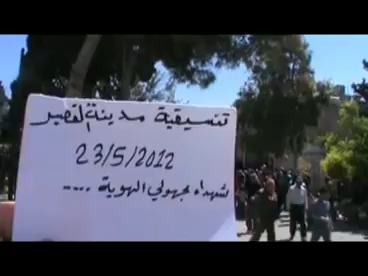 تنسيقية مدينة القصير
23/5/2012
شهداء مجهولي الهوية ....